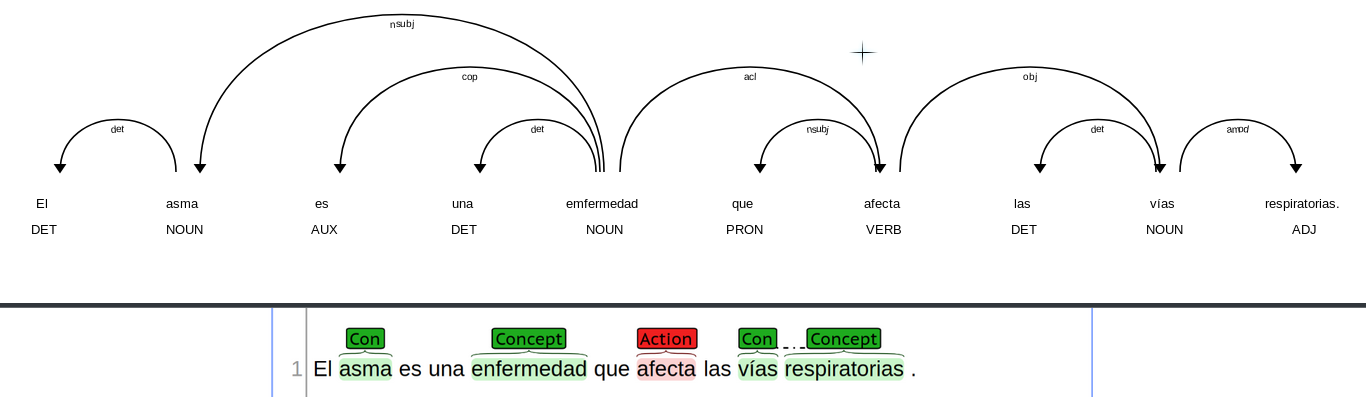 nsubj
cop acl obj
det det nsubj det amod
El asma es una emfermedad que afecta las vías respiratorias.
DET NOUN AUX DET NOUN PRON VERB DET NOUN ADJ
Con Concept Action Con Concept
1 El asma es una enfermedad que afecta las vías respiratorias .